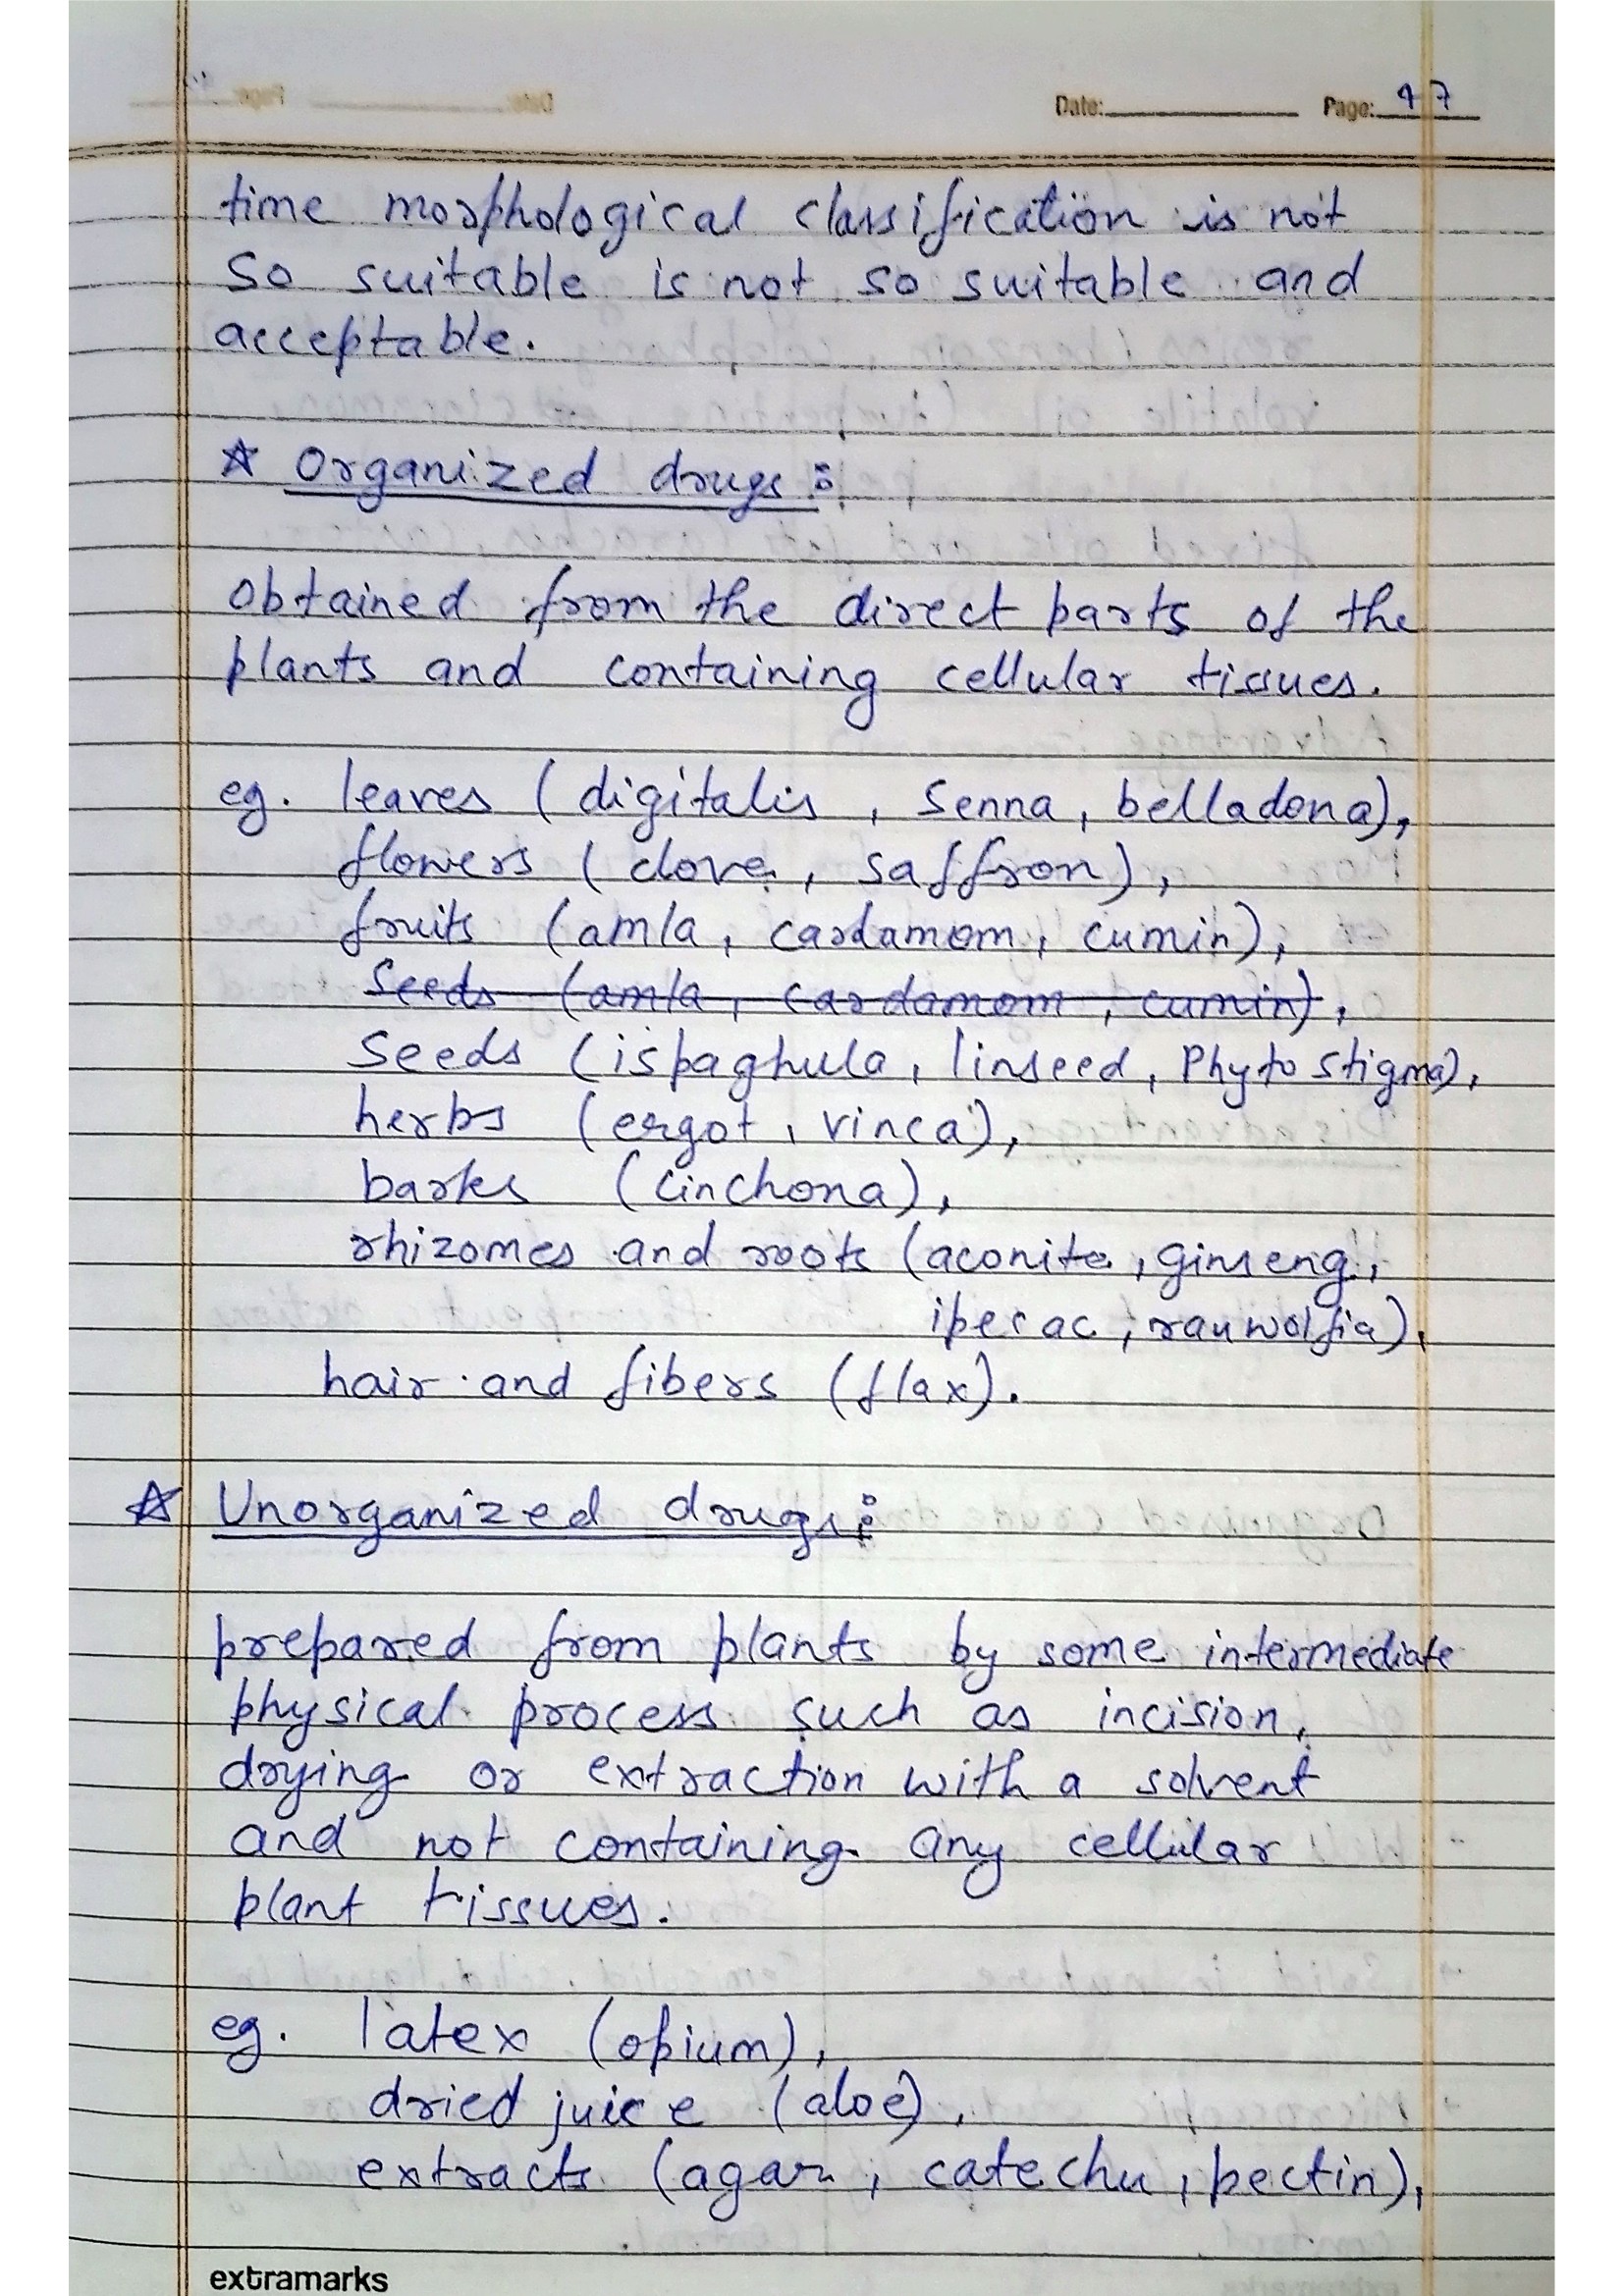 Date: Page: 47
time morphological classification is not
so suitable is not so suitable and
acceptable.
☆ Organized drugs:
obtained from the direct parts of the
plants and containing cellular tissues.
eg. leaves (digitalis, Senna, belladona),
flowers (clove, saffron),
fruits (amla, cardamom, cumin),
Seeds (amla, cardamom, cumin),
Seeds (ispaghula, linseed, Phyto stigma),
herbs (ergot, vinca),
barks (cinchona),
rhizomes and roots (aconite, ginseng,
ipecac, rauwolfia),
hair and fibers (flax).
☆ Unorganized drugs:
prepared from plants by some intermediate
physical process such as incision,
drying or extraction with a solvent
and not containing any cellular
plant tissues.
eg. latex (opium),
dried juice (aloe),
extracts (agar, catechu, pectin),
extramarks